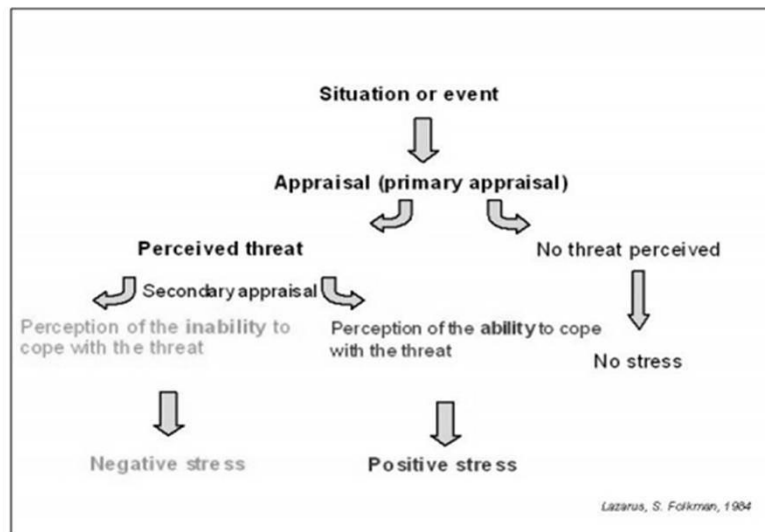 Situation or event
Appraisal (primary appraisal)
Perceived threat
No threat perceived
Secondary appraisal
Perception of the inability to
cope with the threat
Perception of the ability to cope
with the threat
No stress
Negative stress
Positive stress
Lazarus, S. Folkman, 1984